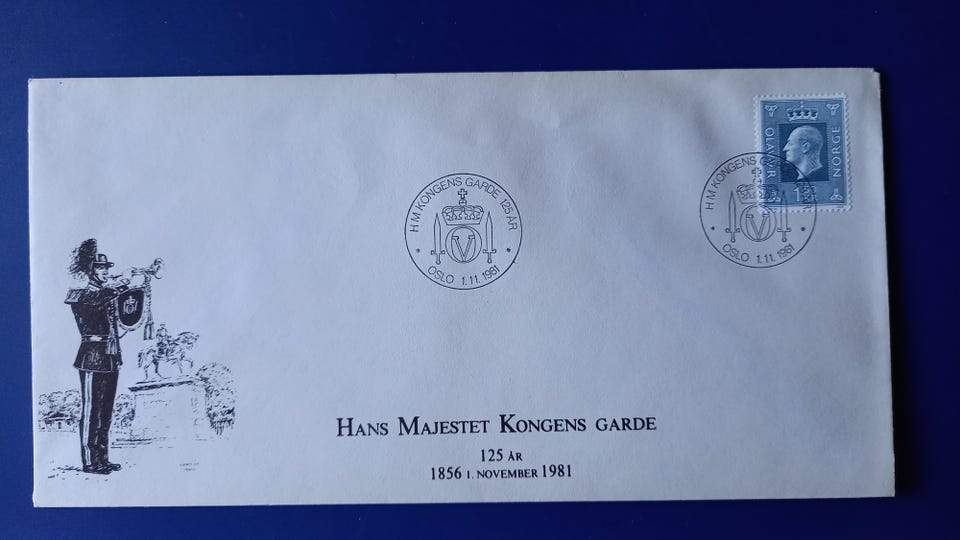 OLAV V.R.
NORGE
H M KONGENS GARDE 125 ÅR
V
* OSLO 1.11.1981 *
H M KONGENS G
V
* OSLO 1.11.1981 *
HANS MAJESTET KONGENS GARDE
125 ÅR
1856 1. NOVEMBER 1981